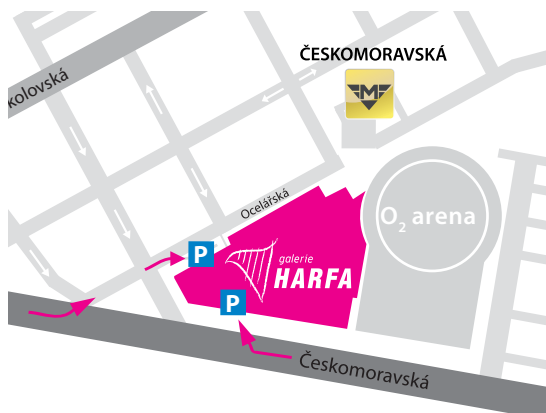 ČESKOMORAVSKÁ
M
kolovská
Ocelářská
O2 arena
P
galerie
HARFA
P
Českomoravská